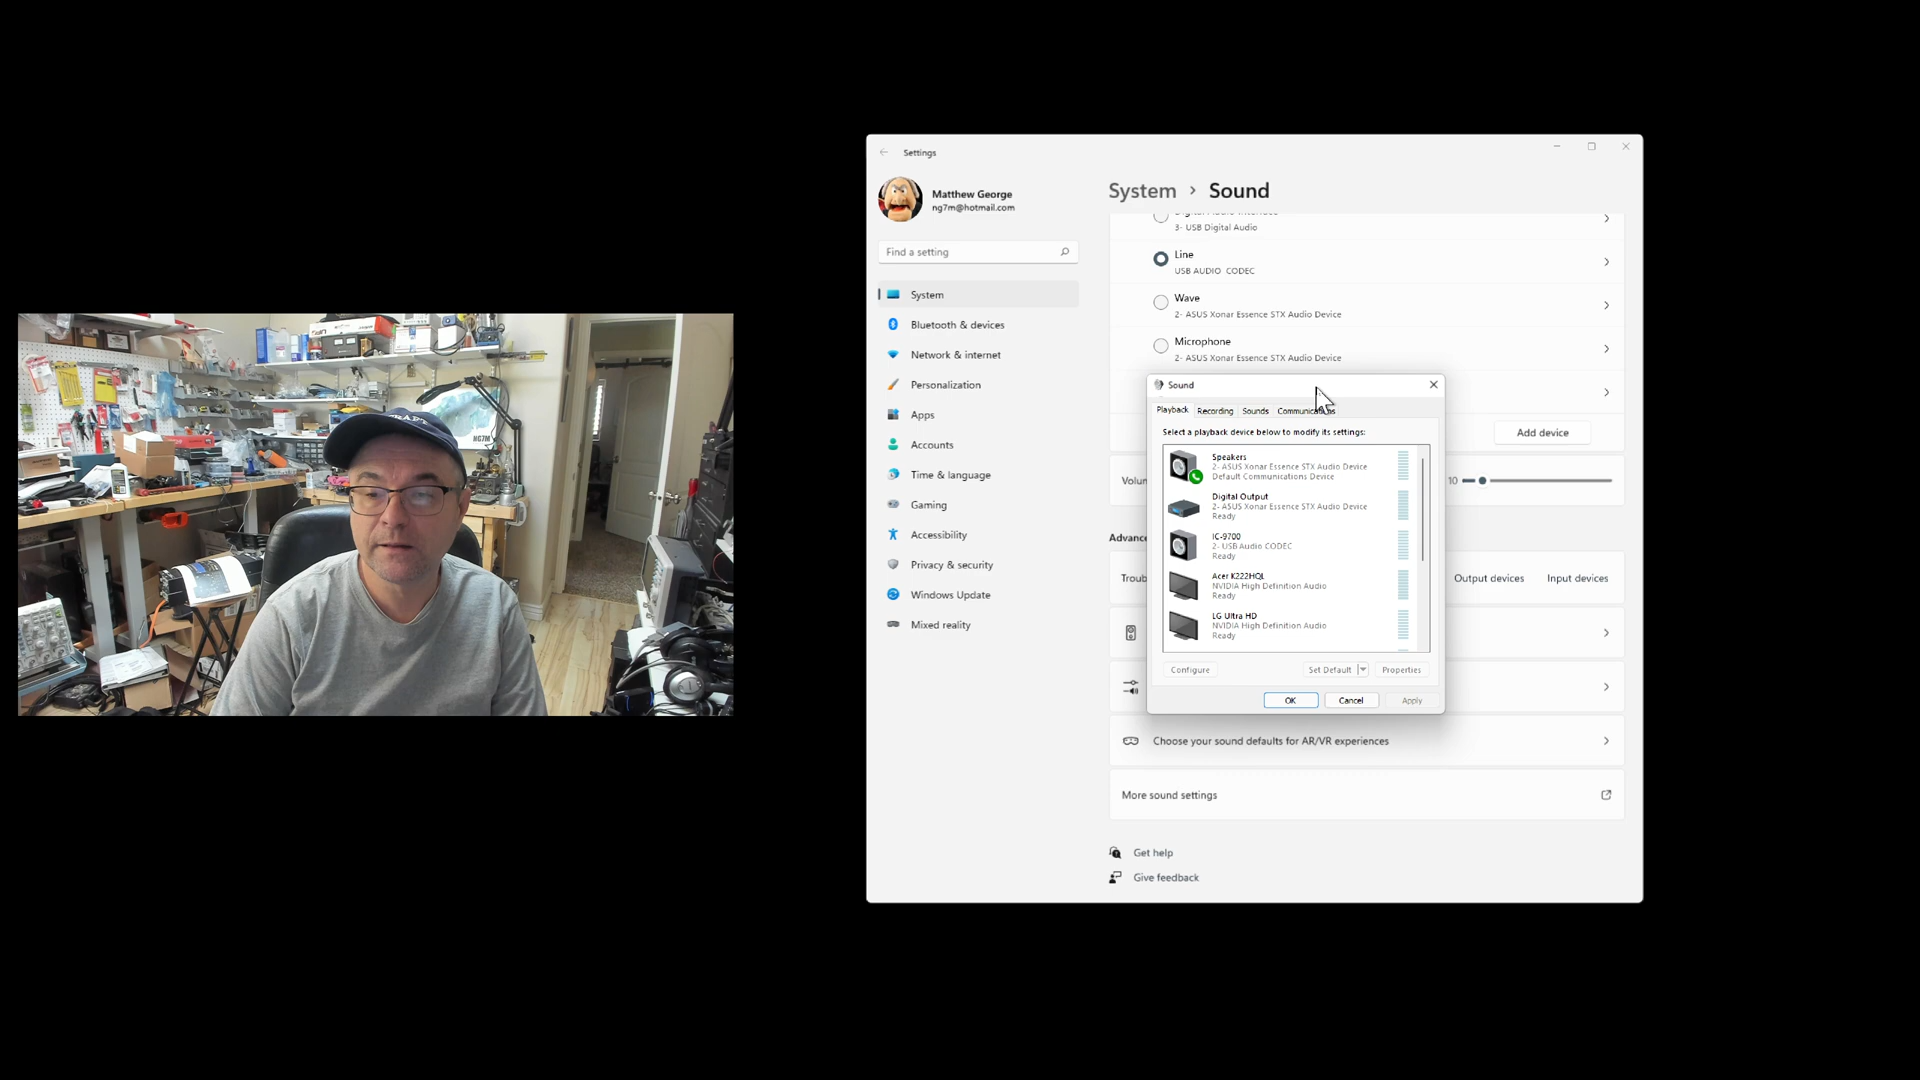 NG7M
Settings
Matthew George
ng7m@hotmail.com
Find a setting
System
Bluetooth & devices
Network & internet
Personalization
Apps
Accounts
Time & language
Gaming
Accessibility
Privacy & security
Windows Update
Mixed reality
System > Sound
3- USB Digital Audio
Line
USB AUDIO CODEC
Wave
2- ASUS Xonar Essence STX Audio Device
Microphone
2- ASUS Xonar Essence STX Audio Device
Add device
10
Output devices Input devices
Choose your sound defaults for AR/VR experiences
More sound settings
Get help
Give feedback
Sound
Playback Recording Sounds Communications
Select a playback device below to modify its settings:
Speakers
2- ASUS Xonar Essence STX Audio Device
Default Communications Device
Digital Output
2- ASUS Xonar Essence STX Audio Device
Ready
IC-9700
2- USB Audio CODEC
Ready
Acer K222HQL
NVIDIA High Definition Audio
Ready
LG Ultra HD
NVIDIA High Definition Audio
Ready
Configure Set Default Properties
OK Cancel Apply